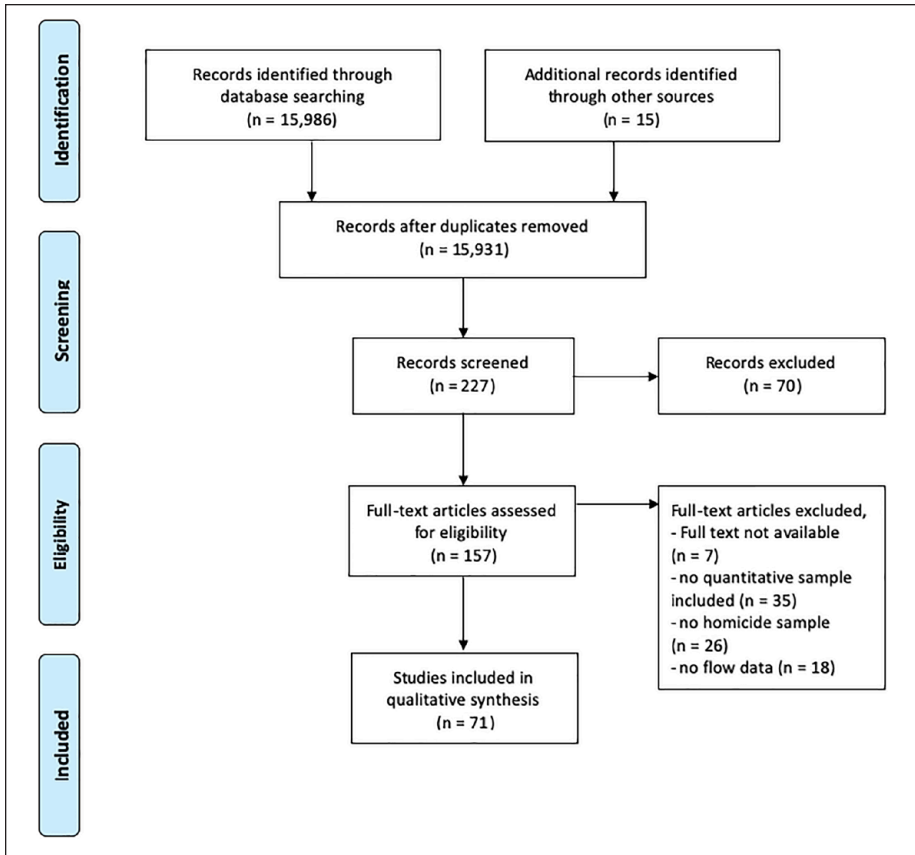 Identification
Records identified through
database searching
(n = 15,986)
Additional records identified
through other sources
(n = 15)
Records after duplicates removed
(n = 15,931)
Screening
Records screened
(n = 227)
Records excluded
(n = 70)
Eligibility
Full-text articles assessed
for eligibility
(n = 157)
Full-text articles excluded,
- Full text not available
(n = 7)
- no quantitative sample
included (n = 35)
- no homicide sample
(n = 26)
- no flow data (n = 18)
Included
Studies included in
qualitative synthesis
(n = 71)